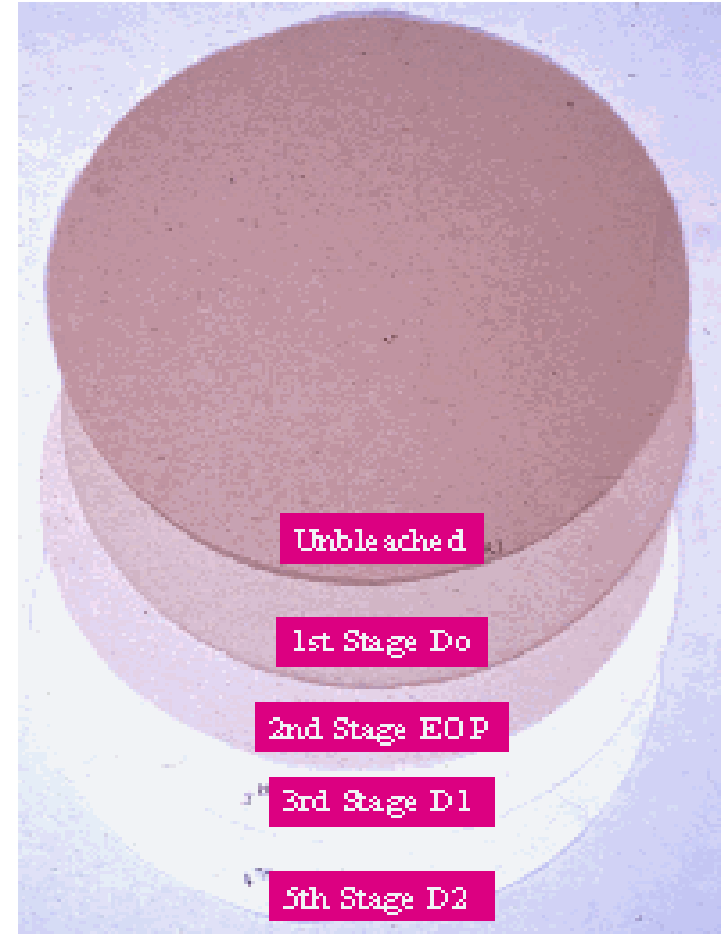 Unbleached
1st Stage Do
2nd Stage EOP
3rd Stage D1
5th Stage D2